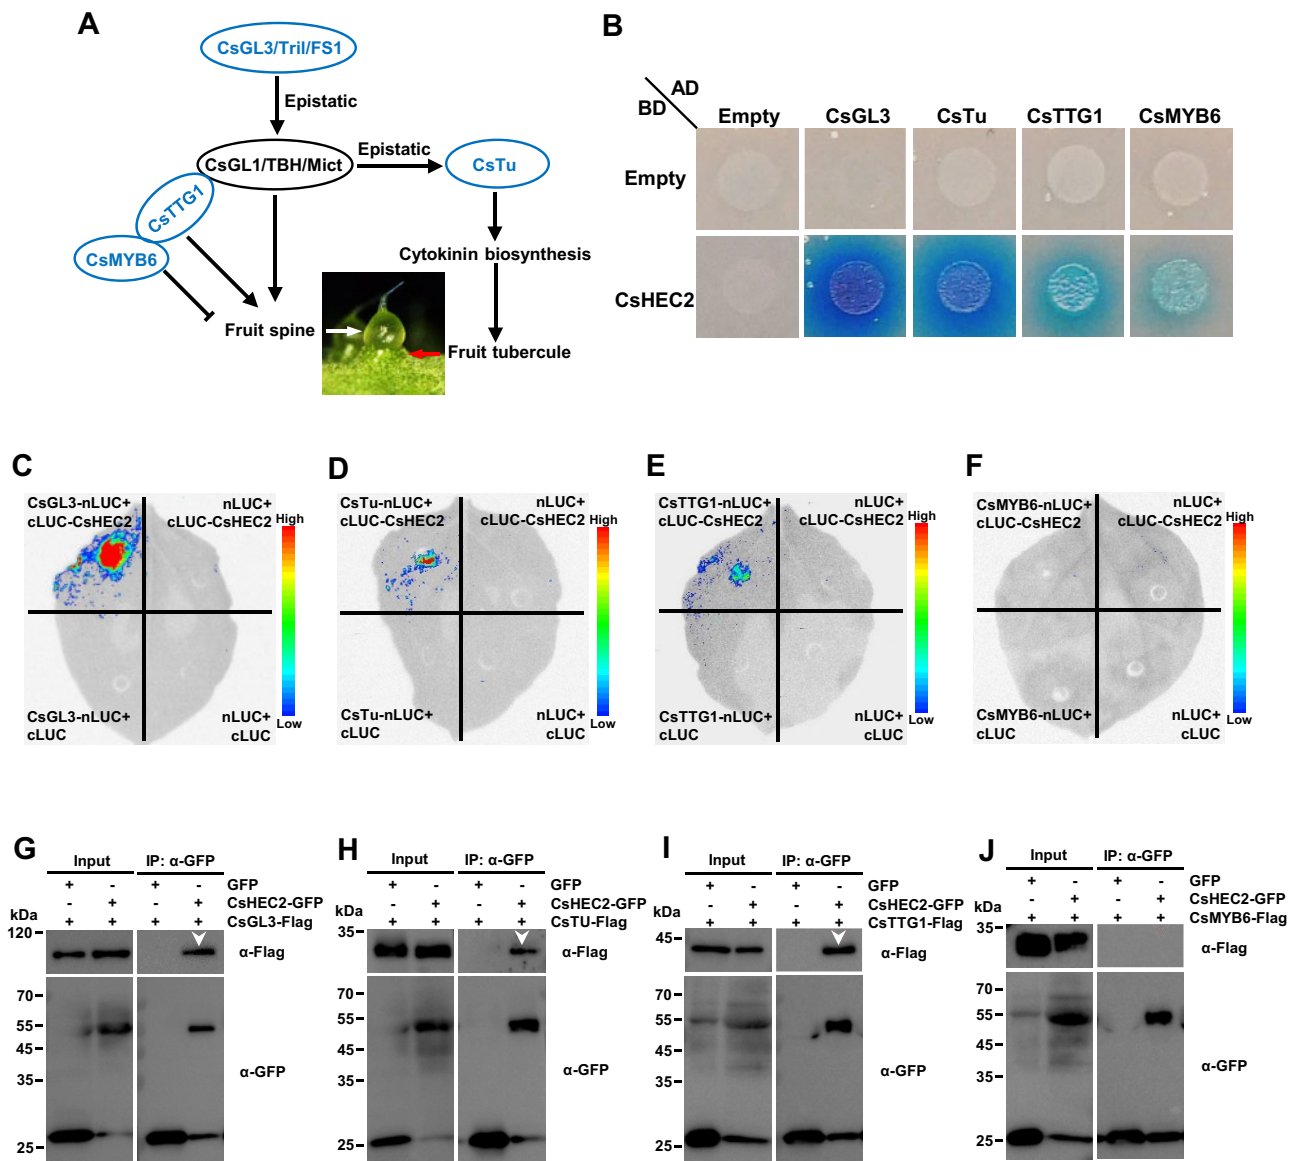 A
CsGL3/Tril/FS1
Epistatic
CsGL1/TBH/Mict
Epistatic
CsTu
CsTTG1
CsMYB6
Cytokinin biosynthesis
Fruit spine
Fruit tubercule
B
AD
BD
Empty CsGL3 CsTu CsTTG1 CsMYB6
Empty
CsHEC2
C
CsGL3-nLUC+ nLUC+
cLUC-CsHEC2 cLUC-CsHEC2
High
Low
CsGL3-nLUC+ nLUC+
cLUC cLUC
D
CsTu-nLUC+ nLUC+
cLUC-CsHEC2 cLUC-CsHEC2
High
Low
CsTu-nLUC+ nLUC+
cLUC cLUC
E
CsTTG1-nLUC+ nLUC+
cLUC-CsHEC2 cLUC-CsHEC2
High
Low
CsTTG1-nLUC+ nLUC+
cLUC cLUC
F
CsMYB6-nLUC+ nLUC+
cLUC-CsHEC2 cLUC-CsHEC2
High
Low
CsMYB6-nLUC+ nLUC+
cLUC cLUC
G
Input IP: α-GFP
+ - + - GFP
- + - + CsHEC2-GFP
+ + + + CsGL3-Flag
kDa
120
α-Flag
70
55
45
35
25
α-GFP
H
Input IP: α-GFP
+ - + - GFP
- + - + CsHEC2-GFP
+ + + + CsTU-Flag
kDa
35
α-Flag
70
55
45
35
25
α-GFP
I
Input IP: α-GFP
+ - + - GFP
- + - + CsHEC2-GFP
+ + + + CsTTG1-Flag
kDa
45
α-Flag
70
55
45
35
25
α-GFP
J
Input IP: α-GFP
+ - + - GFP
- + - + CsHEC2-GFP
+ + + + CsMYB6-Flag
kDa
35
α-Flag
70
55
45
35
25
α-GFP